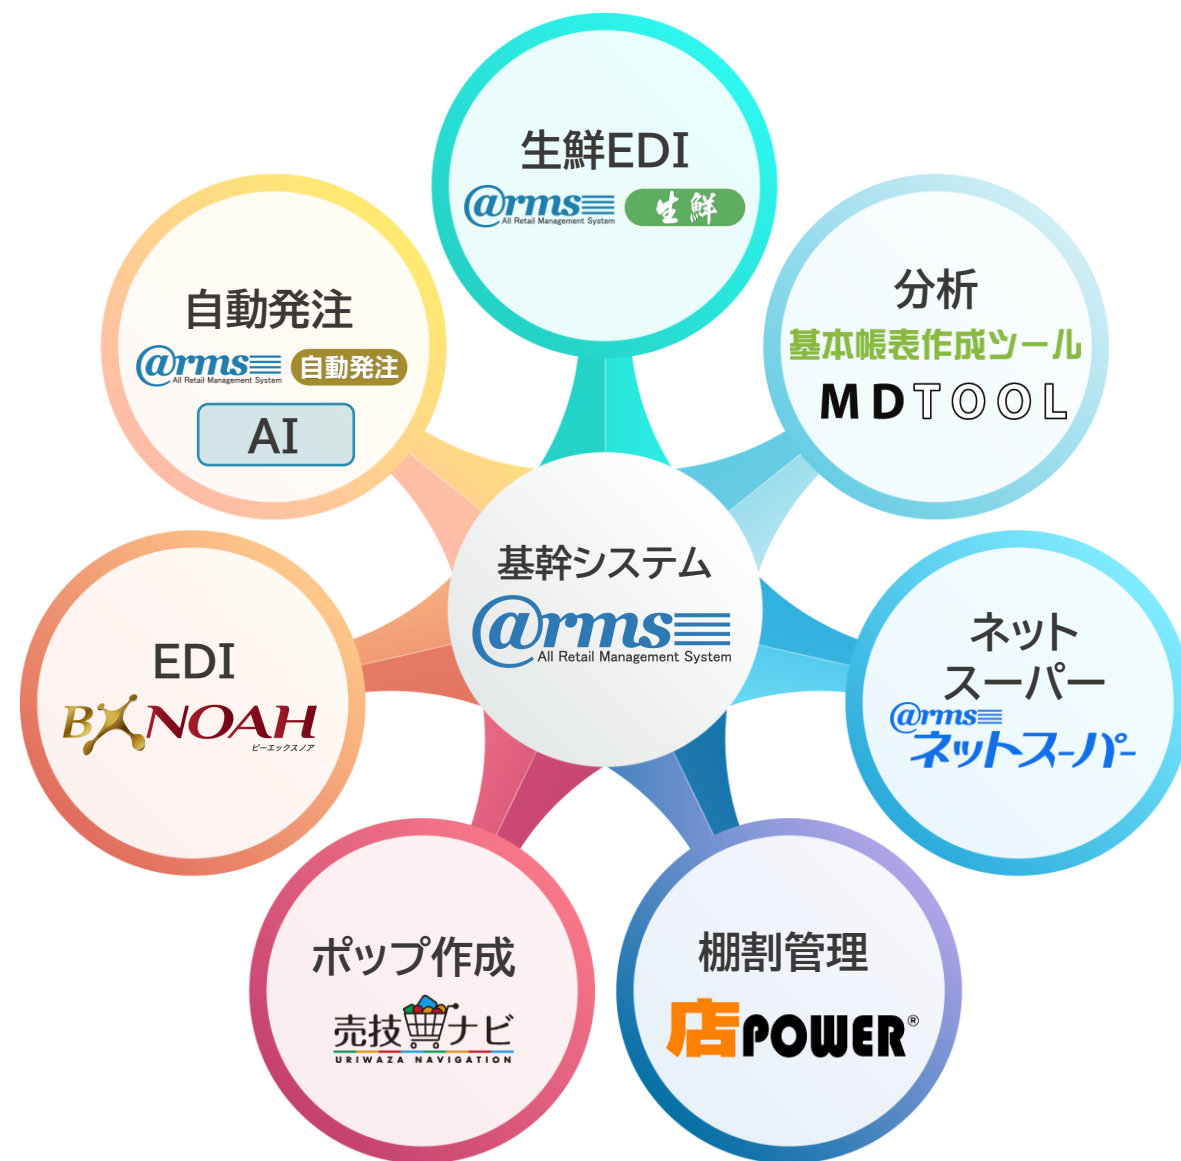 生鮮EDI
@rms 生鮮
All Retail Management System
分析
基本帳表作成ツール
MDTOOL
自動発注
@rms 自動発注
All Retail Management System
AI
基幹システム
@rms
All Retail Management System
ネット
スーパー
@rms
ネットスーパー
EDI
BXNOAH
ビーエックスノア
ポップ作成
売技ナビ
URIWAZA NAVIGATION
棚割管理
店POWER®